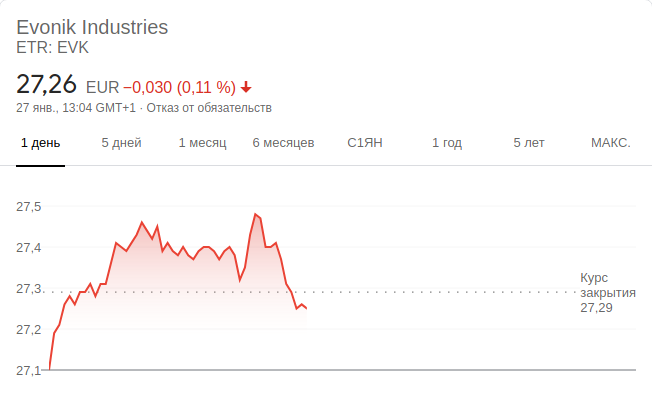 Evonik Industries
ETR: EVK
27,26 EUR −0,030 (0,11 %)
27 янв., 13:04 GMT+1 · Отказ от обязательств
1 день 5 дней 1 месяц 6 месяцев С1ЯН 1 год 5 лет МАКС.
27,5
27,4
27,3
27,2
27,1
Курс
закрытия
27,29